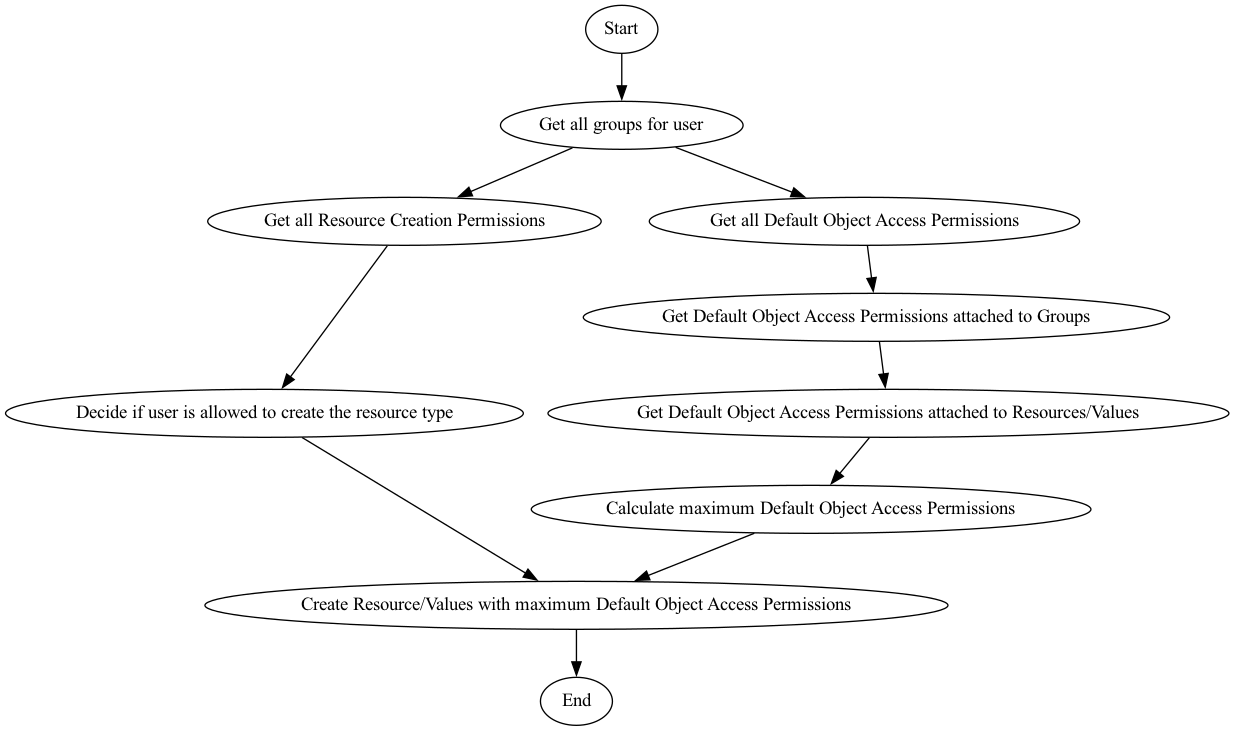 Start
Get all groups for user
Get all Resource Creation Permissions
Get all Default Object Access Permissions
Get Default Object Access Permissions attached to Groups
Decide if user is allowed to create the resource type
Get Default Object Access Permissions attached to Resources/Values
Calculate maximum Default Object Access Permissions
Create Resource/Values with maximum Default Object Access Permissions
End